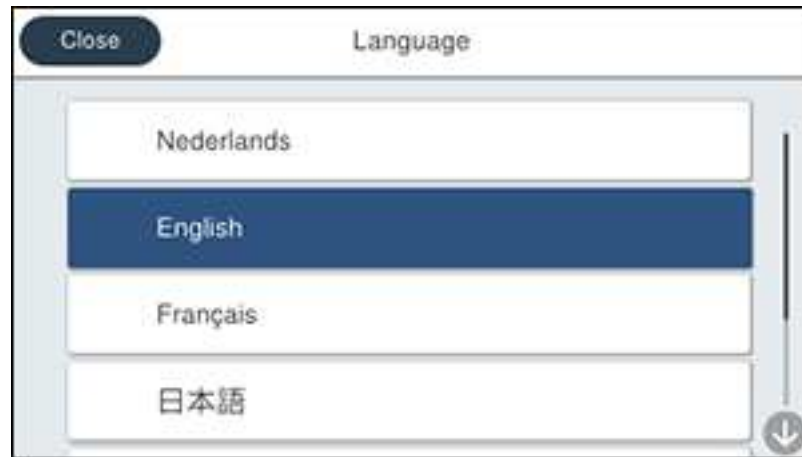 Close
Language
Nederlands
English
Français
日本語